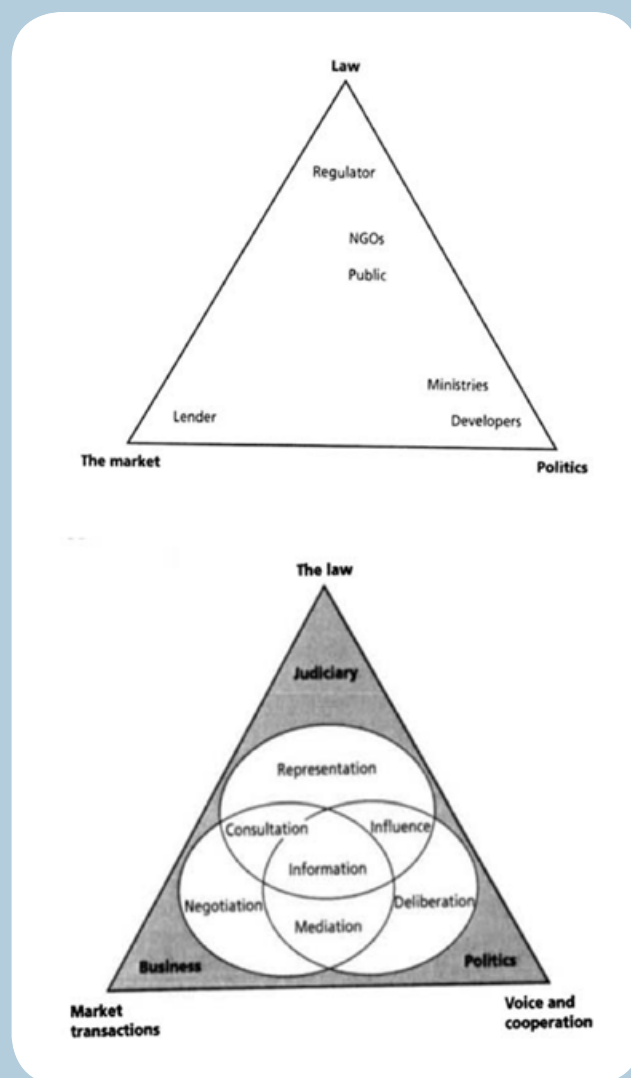 Law
Regulator
NGOs
Public
Ministries
Lender
Developers
The market
Politics
The law
Judiciary
Representation
Consultation
Influence
Information
Negotiation
Deliberation
Mediation
Business
Politics
Market
transactions
Voice and
cooperation